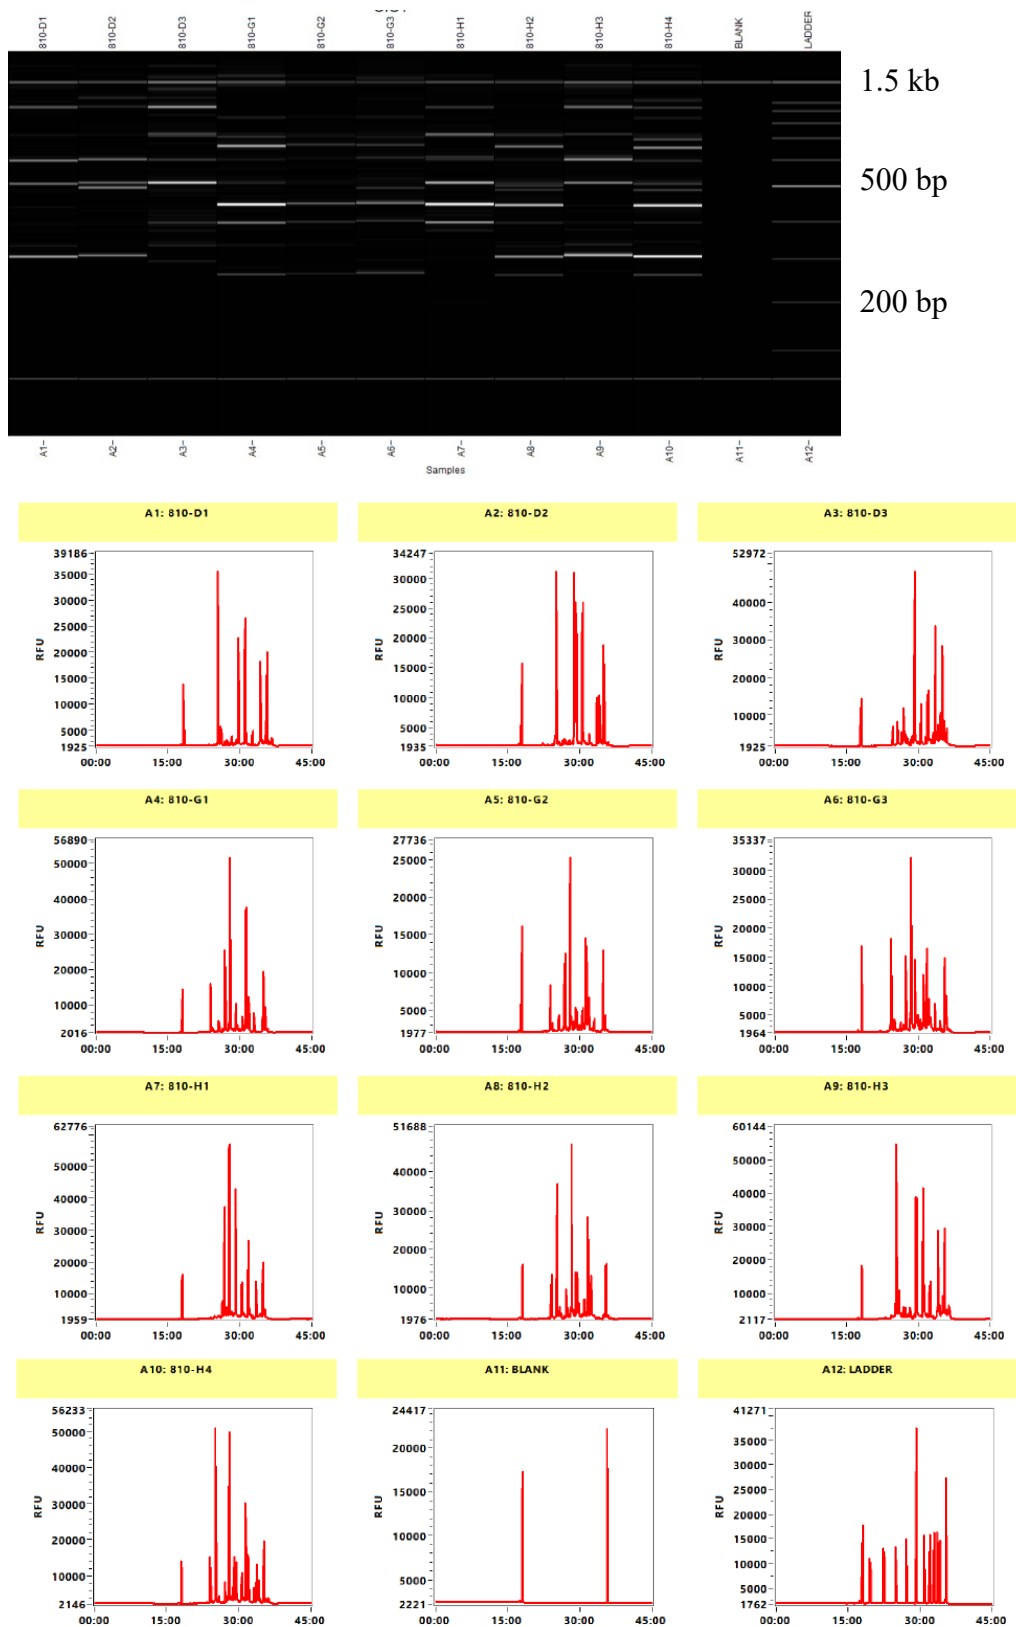 810-D1 810-D2 810-D3 810-G1 810-G2 810-G3 810-H1 810-H2 810-H3 810-H4 BLANK LADDER
1.5 kb
500 bp
200 bp
A1- A2- A3- A4- A5- A6- A7- A8- A9- A10- A11- A12-
Samples
A1: 810-D1
39186
35000
30000
25000
20000
15000
10000
5000
1925
RFU
00:00 15:00 30:00 45:00
A2: 810-D2
34247
30000
25000
20000
15000
10000
5000
1935
RFU
00:00 15:00 30:00 45:00
A3: 810-D3
52972
40000
30000
20000
10000
1925
RFU
00:00 15:00 30:00 45:00
A4: 810-G1
56890
50000
40000
30000
20000
10000
2016
RFU
00:00 15:00 30:00 45:00
A5: 810-G2
27736
25000
20000
15000
10000
5000
1977
RFU
00:00 15:00 30:00 45:00
A6: 810-G3
35337
30000
25000
20000
15000
10000
5000
1964
RFU
00:00 15:00 30:00 45:00
A7: 810-H1
62776
50000
40000
30000
20000
10000
1959
RFU
00:00 15:00 30:00 45:00
A8: 810-H2
51688
40000
30000
20000
10000
1976
RFU
00:00 15:00 30:00 45:00
A9: 810-H3
60144
50000
40000
30000
20000
10000
2117
RFU
00:00 15:00 30:00 45:00
A10: 810-H4
56233
50000
40000
30000
20000
10000
2146
RFU
00:00 15:00 30:00 45:00
A11: BLANK
24417
20000
15000
10000
5000
2221
RFU
00:00 15:00 30:00 45:00
A12: LADDER
41271
35000
30000
25000
20000
15000
10000
5000
1762
RFU
00:00 15:00 30:00 45:00